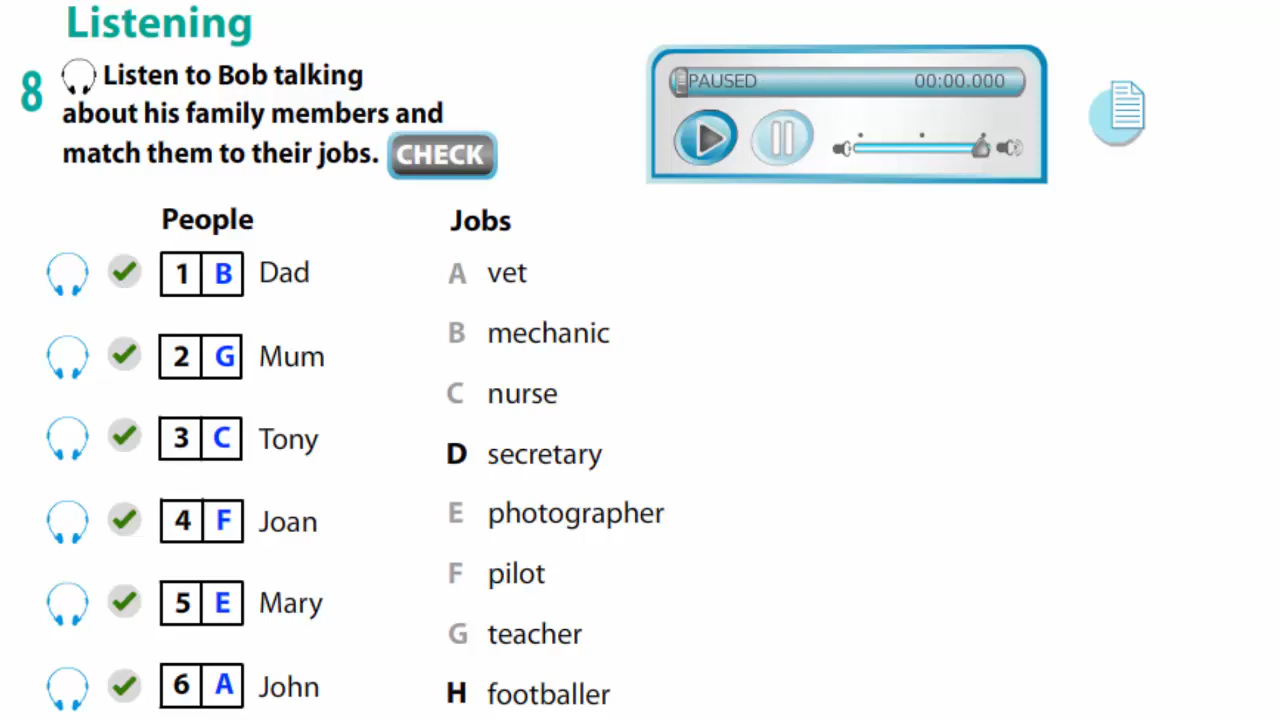 Listening
8 Listen to Bob talking
about his family members and
match them to their jobs. CHECK
PAUSED 00:00.000
People Jobs
1 B Dad A vet
B mechanic
2 G Mum
C nurse
3 C Tony
D secretary
4 F Joan E photographer
F pilot
5 E Mary
G teacher
6 A John H footballer